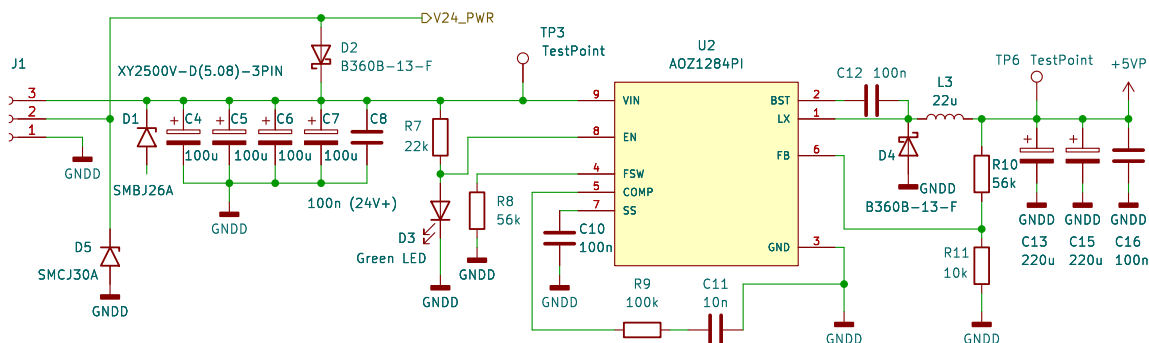 V24_PWR
J1
D2
B360B-13-F
XY2500V-D(5.08)-3PIN
3
2
1
D1
SMBJ26A
GNDD
+
C4
100u
+
C5
100u
+
C6
100u
+
C7
100u
C8
100n (24V+)
GNDD
D5
SMCJ30A
GNDD
TP3
TestPoint
R7
22k
D3
Green LED
GNDD
R8
56k
GNDD
C10
100n
GNDD
U2
AOZ1284PI
9
VIN
8
EN
4
FSW
5
COMP
7
SS
BST
2
LX
1
FB
6
GND
3
R9
100k
C11
10n
GNDD
C12 100n
L3
22u
D4
GNDD
B360B-13-F
R10
56k
R11
10k
GNDD
TP6 TestPoint
+5VP
+
GNDD
C13
220u
+
GNDD
C15
220u
GNDD
C16
100n